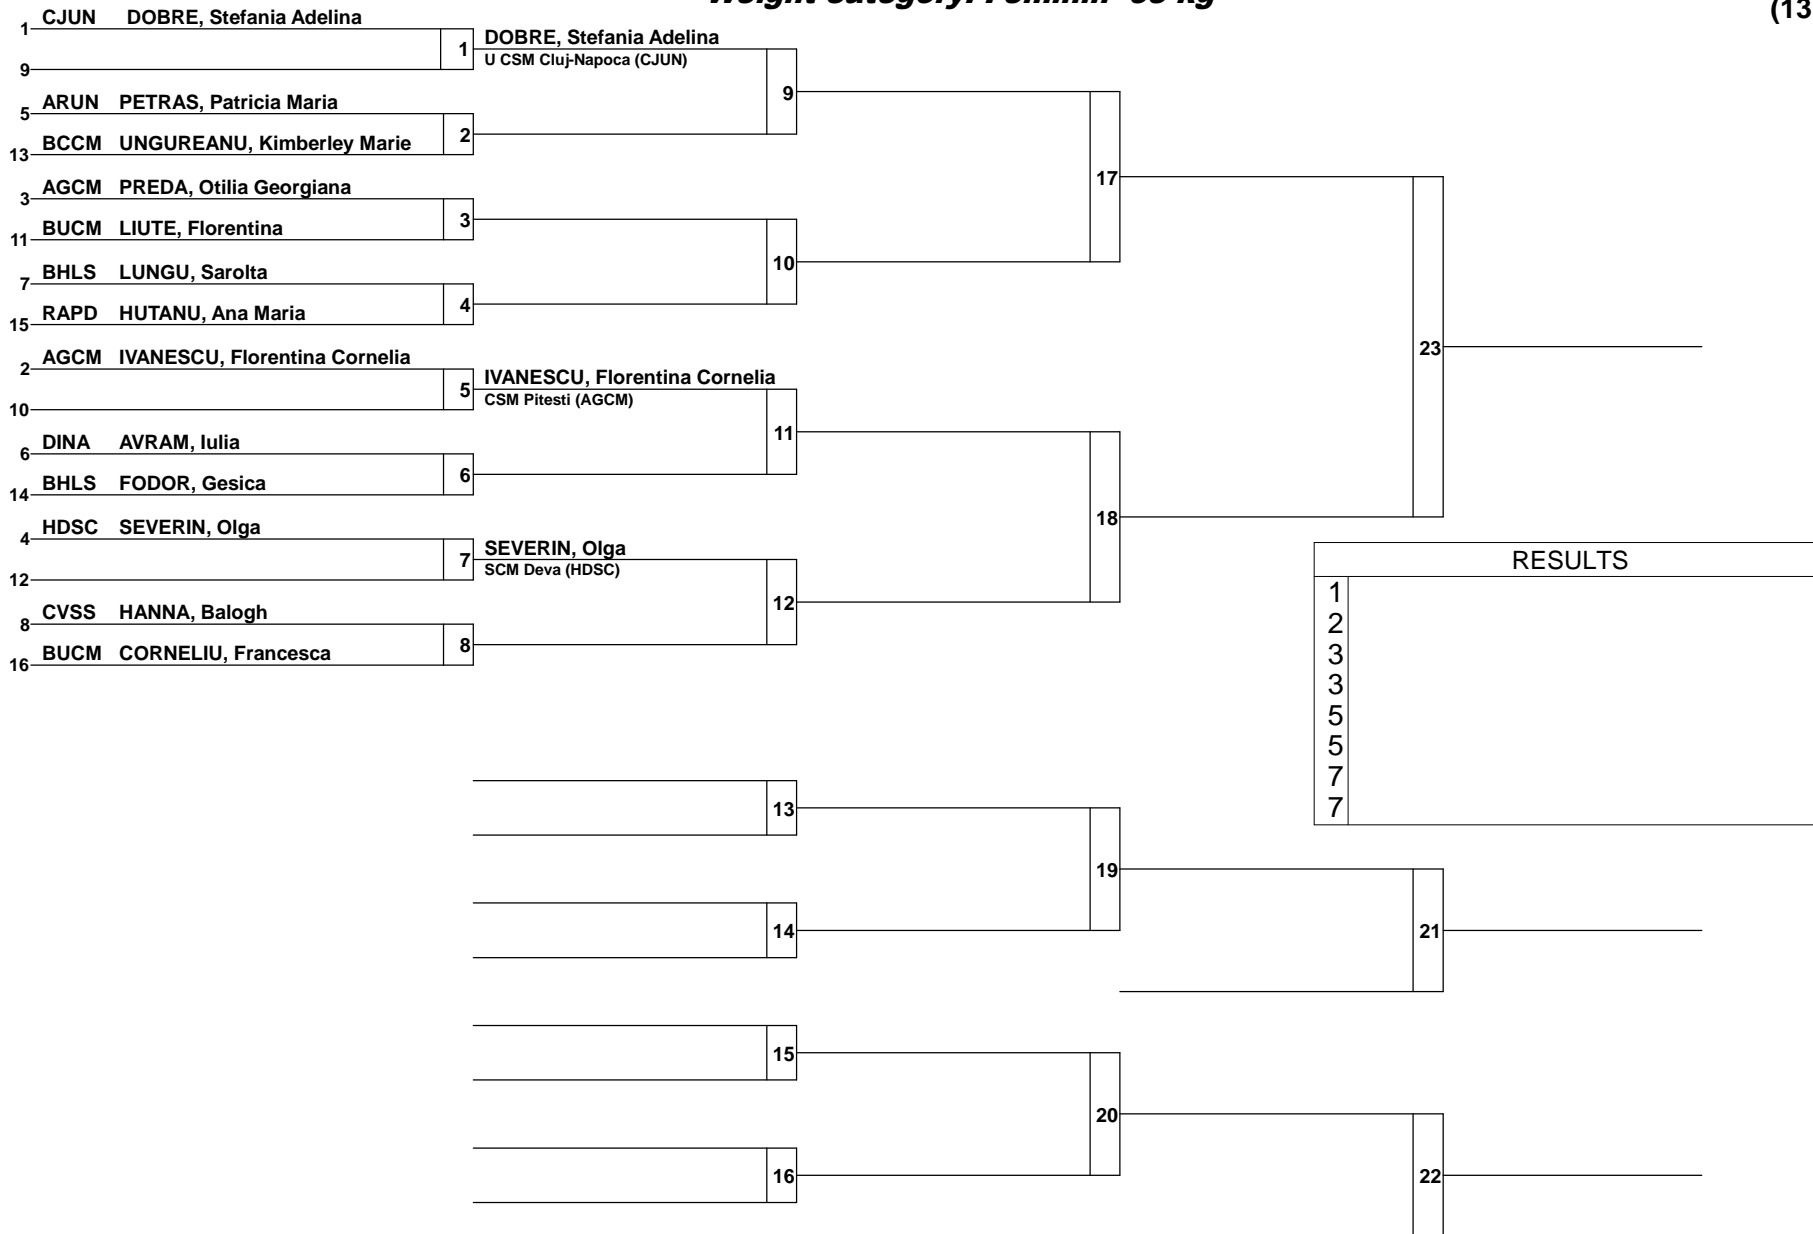 (13
1 CJUN DOBRE, Stefania Adelina
9
1
DOBRE, Stefania Adelina
U CSM Cluj-Napoca (CJUN)
5 ARUN PETRAS, Patricia Maria
13 BCCM UNGUREANU, Kimberley Marie
2
9
3 AGCM PREDA, Otilia Georgiana
11 BUCM LIUTE, Florentina
3
7 BHLS LUNGU, Sarolta
15 RAPD HUTANU, Ana Maria
4
10
17
2 AGCM IVANESCU, Florentina Cornelia
10
5
IVANESCU, Florentina Cornelia
CSM Pitesti (AGCM)
6 DINA AVRAM, Iulia
14 BHLS FODOR, Gesica
6
11
4 HDSC SEVERIN, Olga
12
7
SEVERIN, Olga
SCM Deva (HDSC)
8 CVSS HANNA, Balogh
16 BUCM CORNELIU, Francesca
8
12
18
23
RESULTS
1
2
3
3
5
5
7
7
13
14
19
21
15
16
20
22